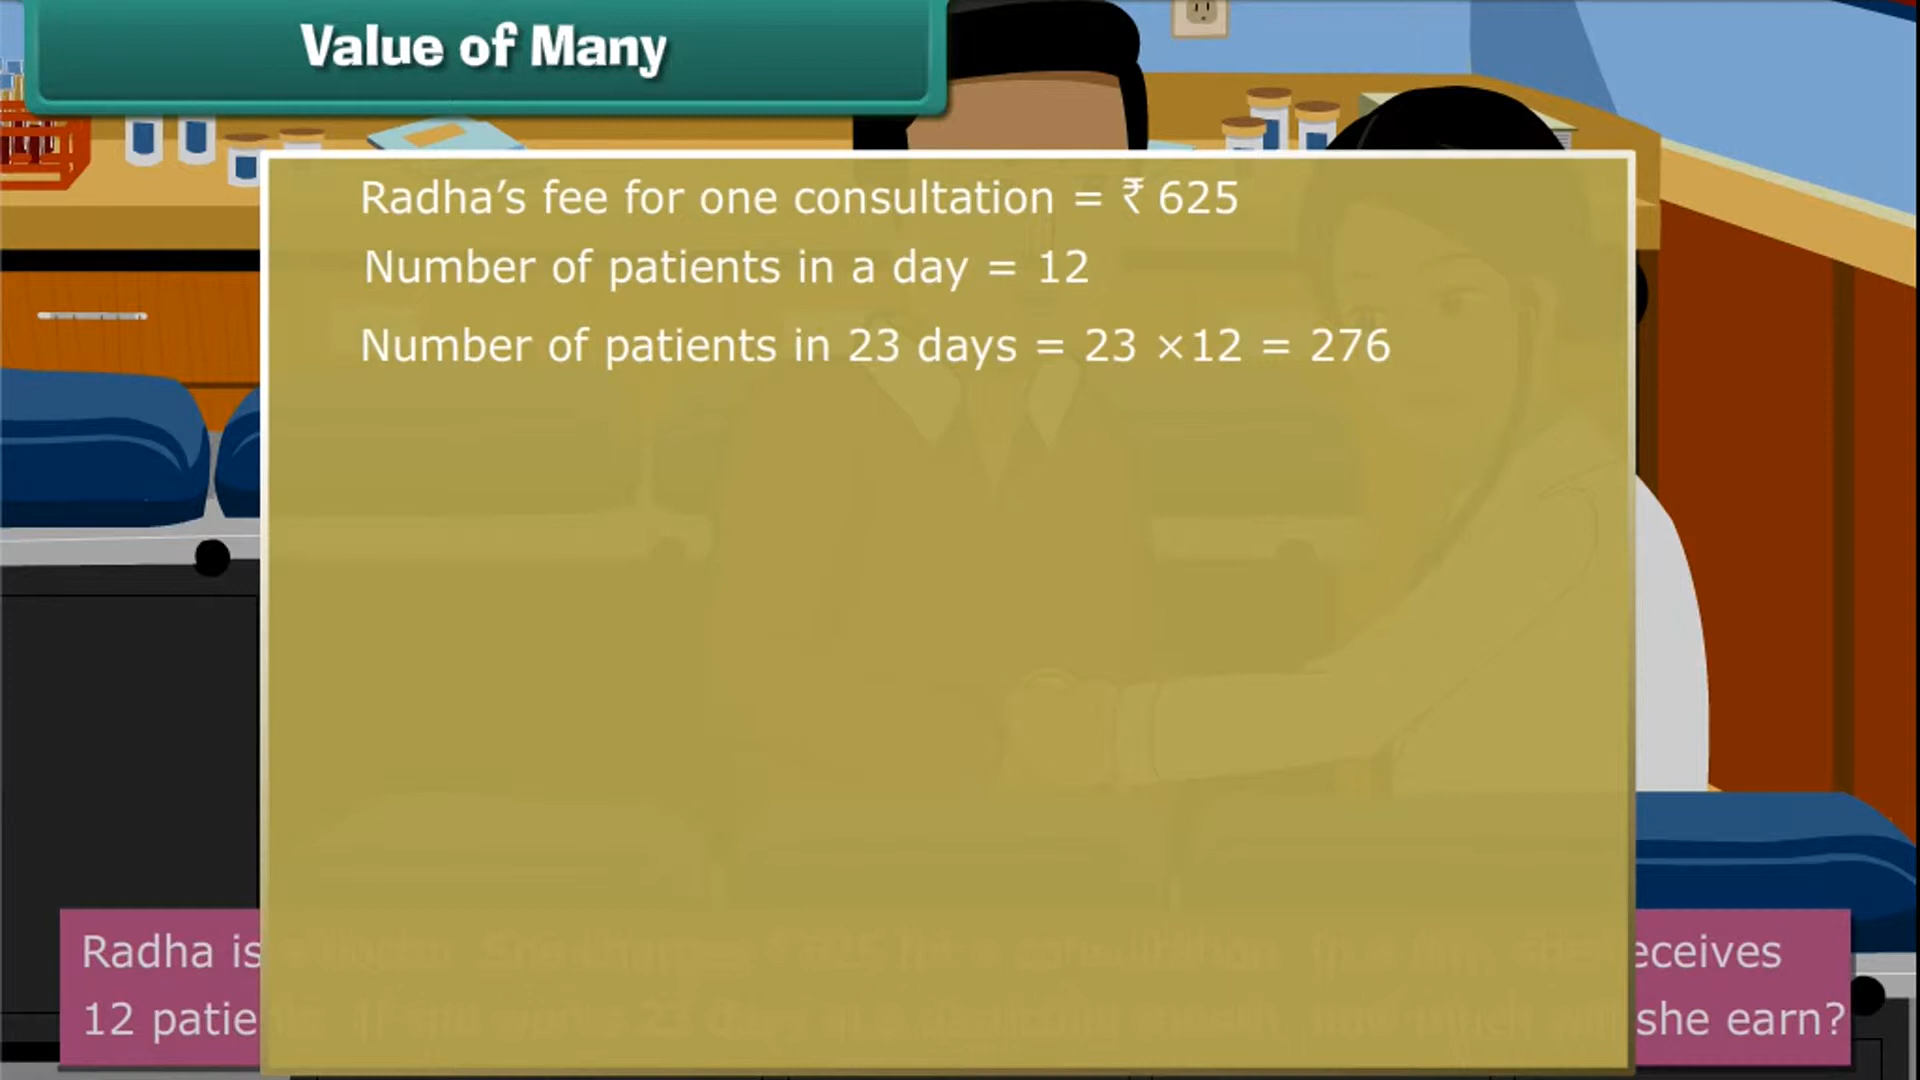 Value of Many
Radha’s fee for one consultation = ₹ 625
Number of patients in a day = 12
Number of patients in 23 days = 23 ×12 = 276
Radha is eceives
12 patie she earn?